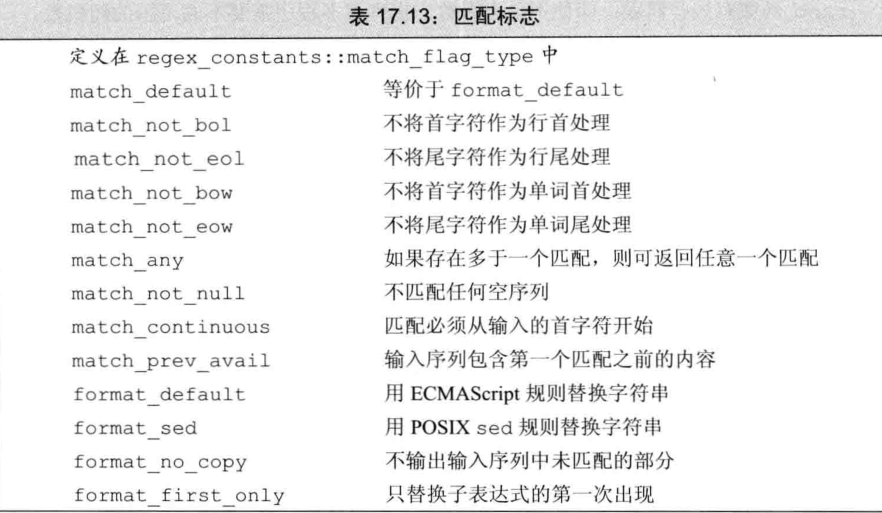 表 17.13：匹配标志
定义在 regex_constants::match_flag_type 中
match_default 等价于 format_default
match_not_bol 不将首字符作为行首处理
match_not_eol 不将尾字符作为行尾处理
match_not_bow 不将首字符作为单词首处理
match_not_eow 不将尾字符作为单词尾处理
match_any 如果存在多于一个匹配，则可返回任意一个匹配
match_not_null 不匹配任何空序列
match_continuous 匹配必须从输入的首字符开始
match_prev_avail 输入序列包含第一个匹配之前的内容
format_default 用 ECMAScript 规则替换字符串
format_sed 用 POSIX sed 规则替换字符串
format_no_copy 不输出输入序列中未匹配的部分
format_first_only 只替换子表达式的第一次出现